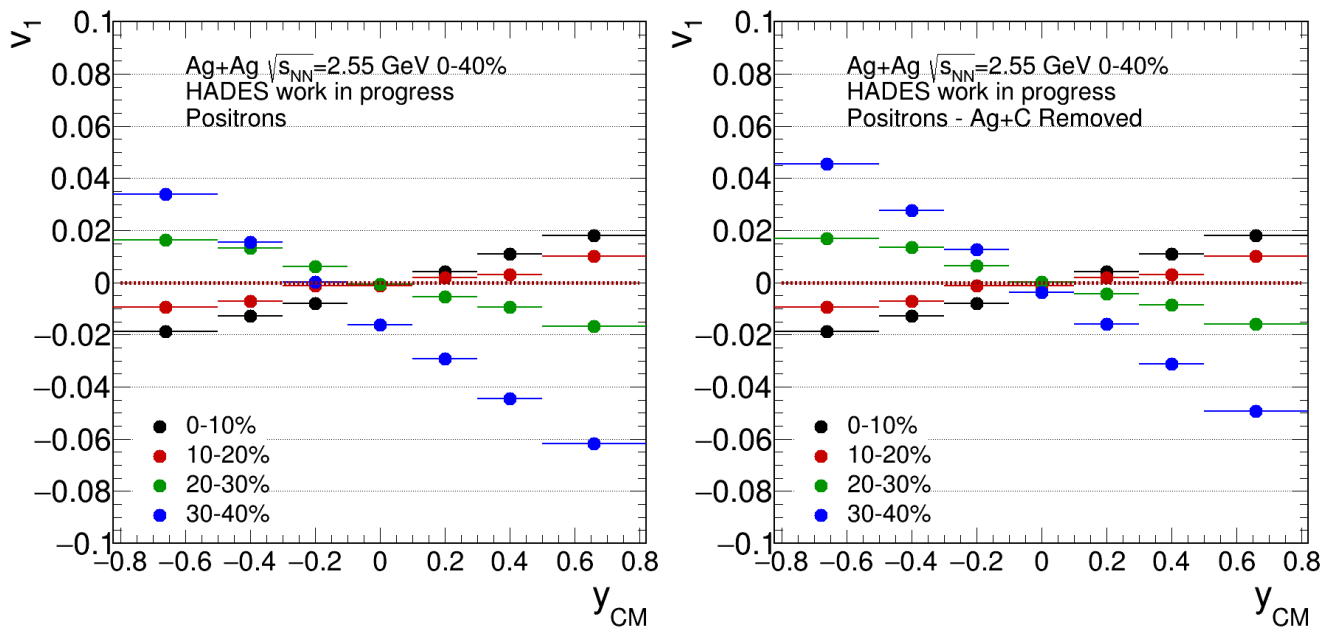 v1
0.1
0.08
0.06
0.04
0.02
0
−0.02
−0.04
−0.06
−0.08
−0.1
Ag+Ag √sNN=2.55 GeV 0-40%
HADES work in progress
Positrons
0-10%
10-20%
20-30%
30-40%
−0.8 −0.6 −0.4 −0.2 0 0.2 0.4 0.6 0.8
yCM
v1
0.1
0.08
0.06
0.04
0.02
0
−0.02
−0.04
−0.06
−0.08
−0.1
Ag+Ag √sNN=2.55 GeV 0-40%
HADES work in progress
Positrons - Ag+C Removed
0-10%
10-20%
20-30%
30-40%
−0.8 −0.6 −0.4 −0.2 0 0.2 0.4 0.6 0.8
yCM